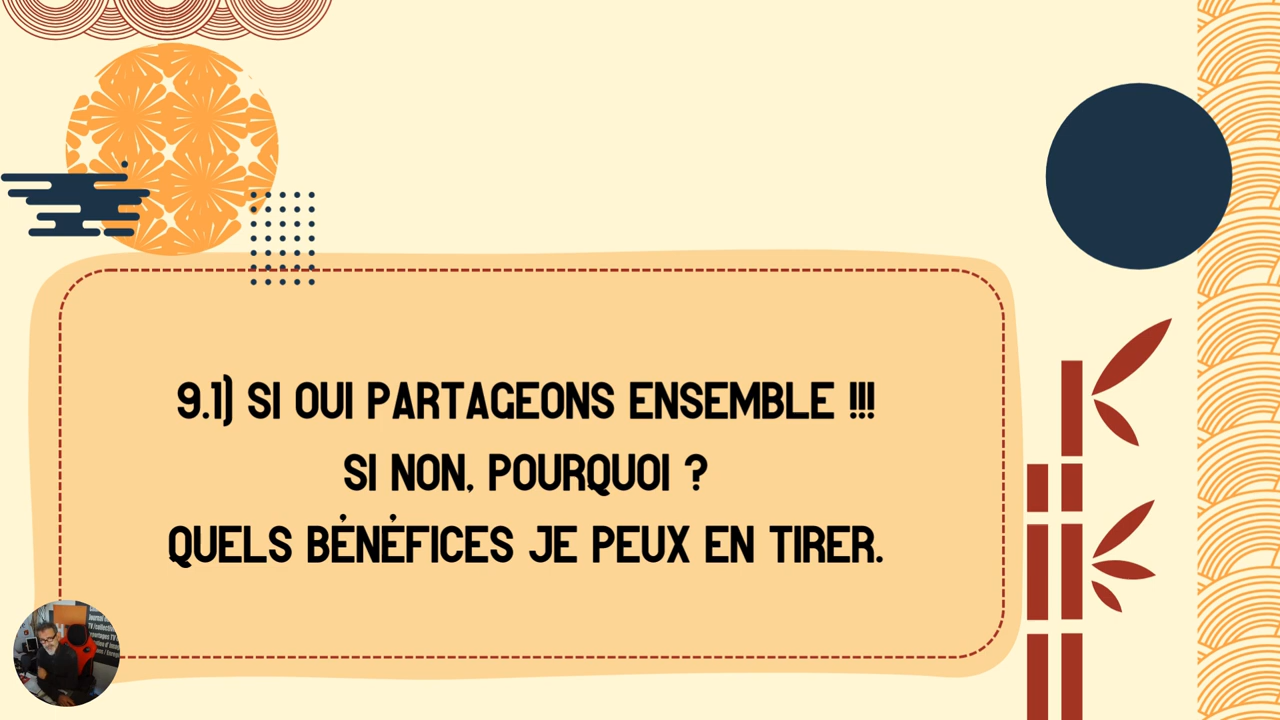 9.1) SI OUI PARTAGEONS ENSEMBLE !!!
SI NON, POURQUOI ?
QUELS BÉNÉFICES JE PEUX EN TIRER.